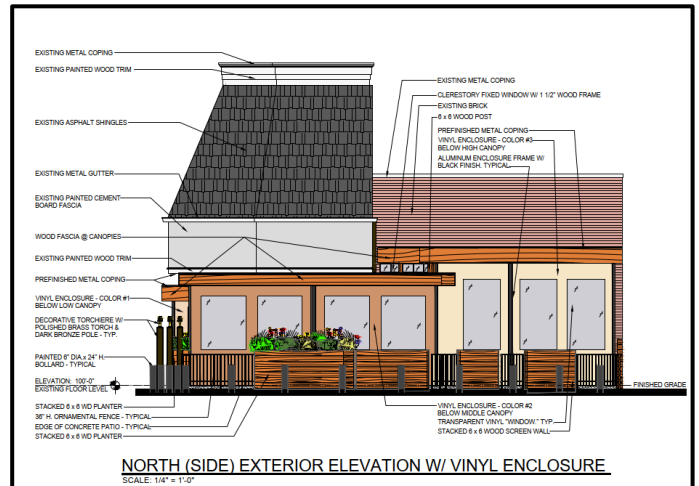 EXISTING METAL COPING
EXISTING PAINTED WOOD TRIM
EXISTING ASPHALT SHINGLES
EXISTING METAL GUTTER
EXISTING PAINTED CEMENT
BOARD FASCIA
WOOD FASCIA @ CANOPIES
EXISTING PAINTED WOOD TRIM
PREFINISHED METAL COPING
VINYL ENCLOSURE - COLOR #1
BELOW LOW CANOPY
DECORATIVE TORCHIERE W/
POLISHED BRASS TORCH &
DARK BRONZE POLE - TYP.
PAINTED 6" DIA.x 24" H.
BOLLARD - TYPICAL
ELEVATION: 100'-0"
EXISTING FLOOR LEVEL
STACKED 6 x 6 WD PLANTER
36" H. ORNAMENTAL FENCE - TYPICAL
EDGE OF CONCRETE PATIO - TYPICAL
STACKED 6 x 6 WD PLANTER
EXISTING METAL COPING
CLERESTORY FIXED WINDOW W/ 1 1/2" WOOD FRAME
EXISTING BRICK
6 x 6 WOOD POST
PREFINISHED METAL COPING
VINYL ENCLOSURE - COLOR #3
BELOW HIGH CANOPY
ALUMINUM ENCLOSURE FRAME W/
BLACK FINISH. TYPICAL
FINISHED GRADE
VINYL ENCLOSURE - COLOR #2
BELOW MIDDLE CANOPY
TRANSPARENT VINYL "WINDOW." TYP.
STACKED 6 x 6 WOOD SCREEN WALL
NORTH (SIDE) EXTERIOR ELEVATION W/ VINYL ENCLOSURE
SCALE: 1/4" = 1'-0"